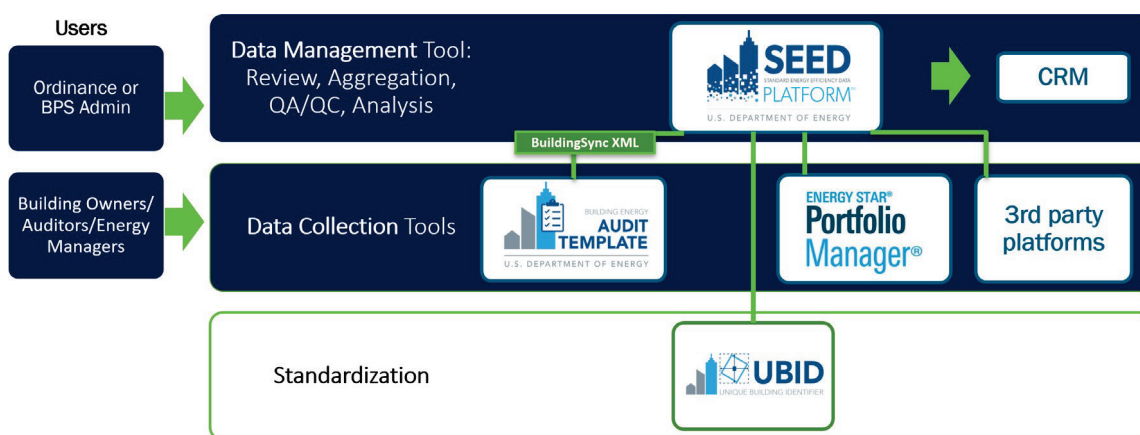 Users
Ordinance or
BPS Admin
Data Management Tool:
Review, Aggregation,
QA/QC, Analysis
SEED
STANDARD ENERGY EFFICIENCY DATA
PLATFORM™
U.S. DEPARTMENT OF ENERGY
CRM
BuildingSync XML
Building Owners/
Auditors/Energy
Managers
Data Collection Tools
BUILDING ENERGY
AUDIT
TEMPLATE
U.S. DEPARTMENT OF ENERGY
ENERGY STAR®
Portfolio
Manager®
3rd party
platforms
Standardization
UBID
UNIQUE BUILDING IDENTIFIER